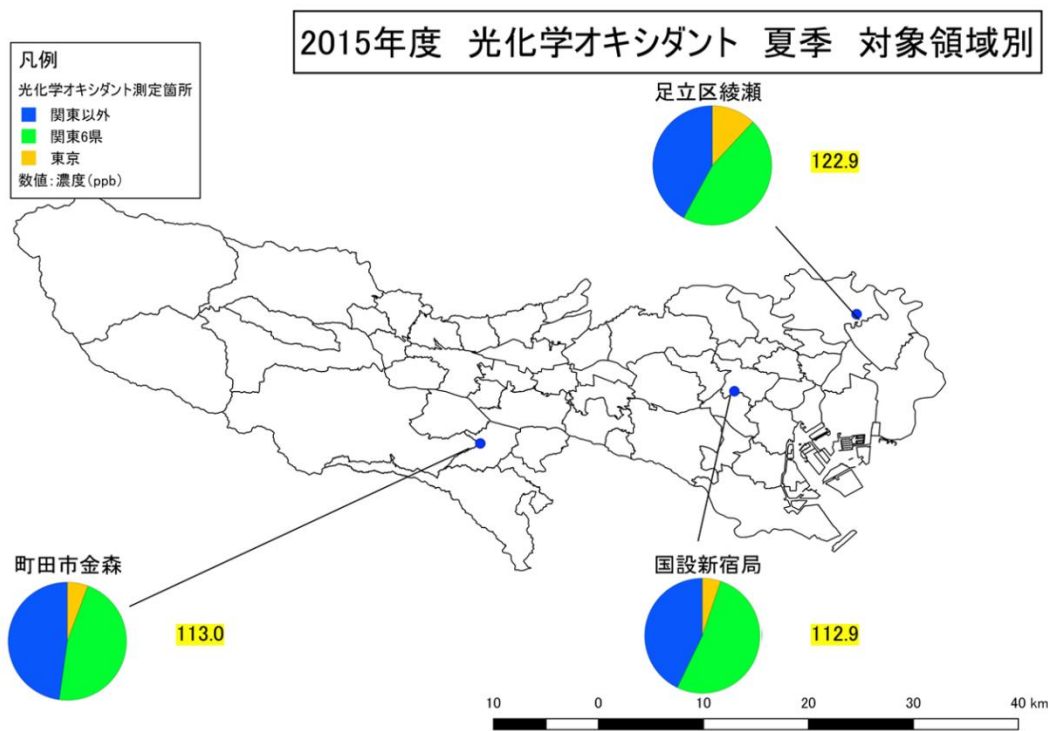 2015年度 光化学オキシダント 夏季 対象領域別
凡例
光化学オキシダント測定箇所
関東以外
関東6県
東京
数値:濃度(ppb)
足立区綾瀬
122.9
町田市金森
113.0
国設新宿局
112.9
10 0 10 20 30 40 km